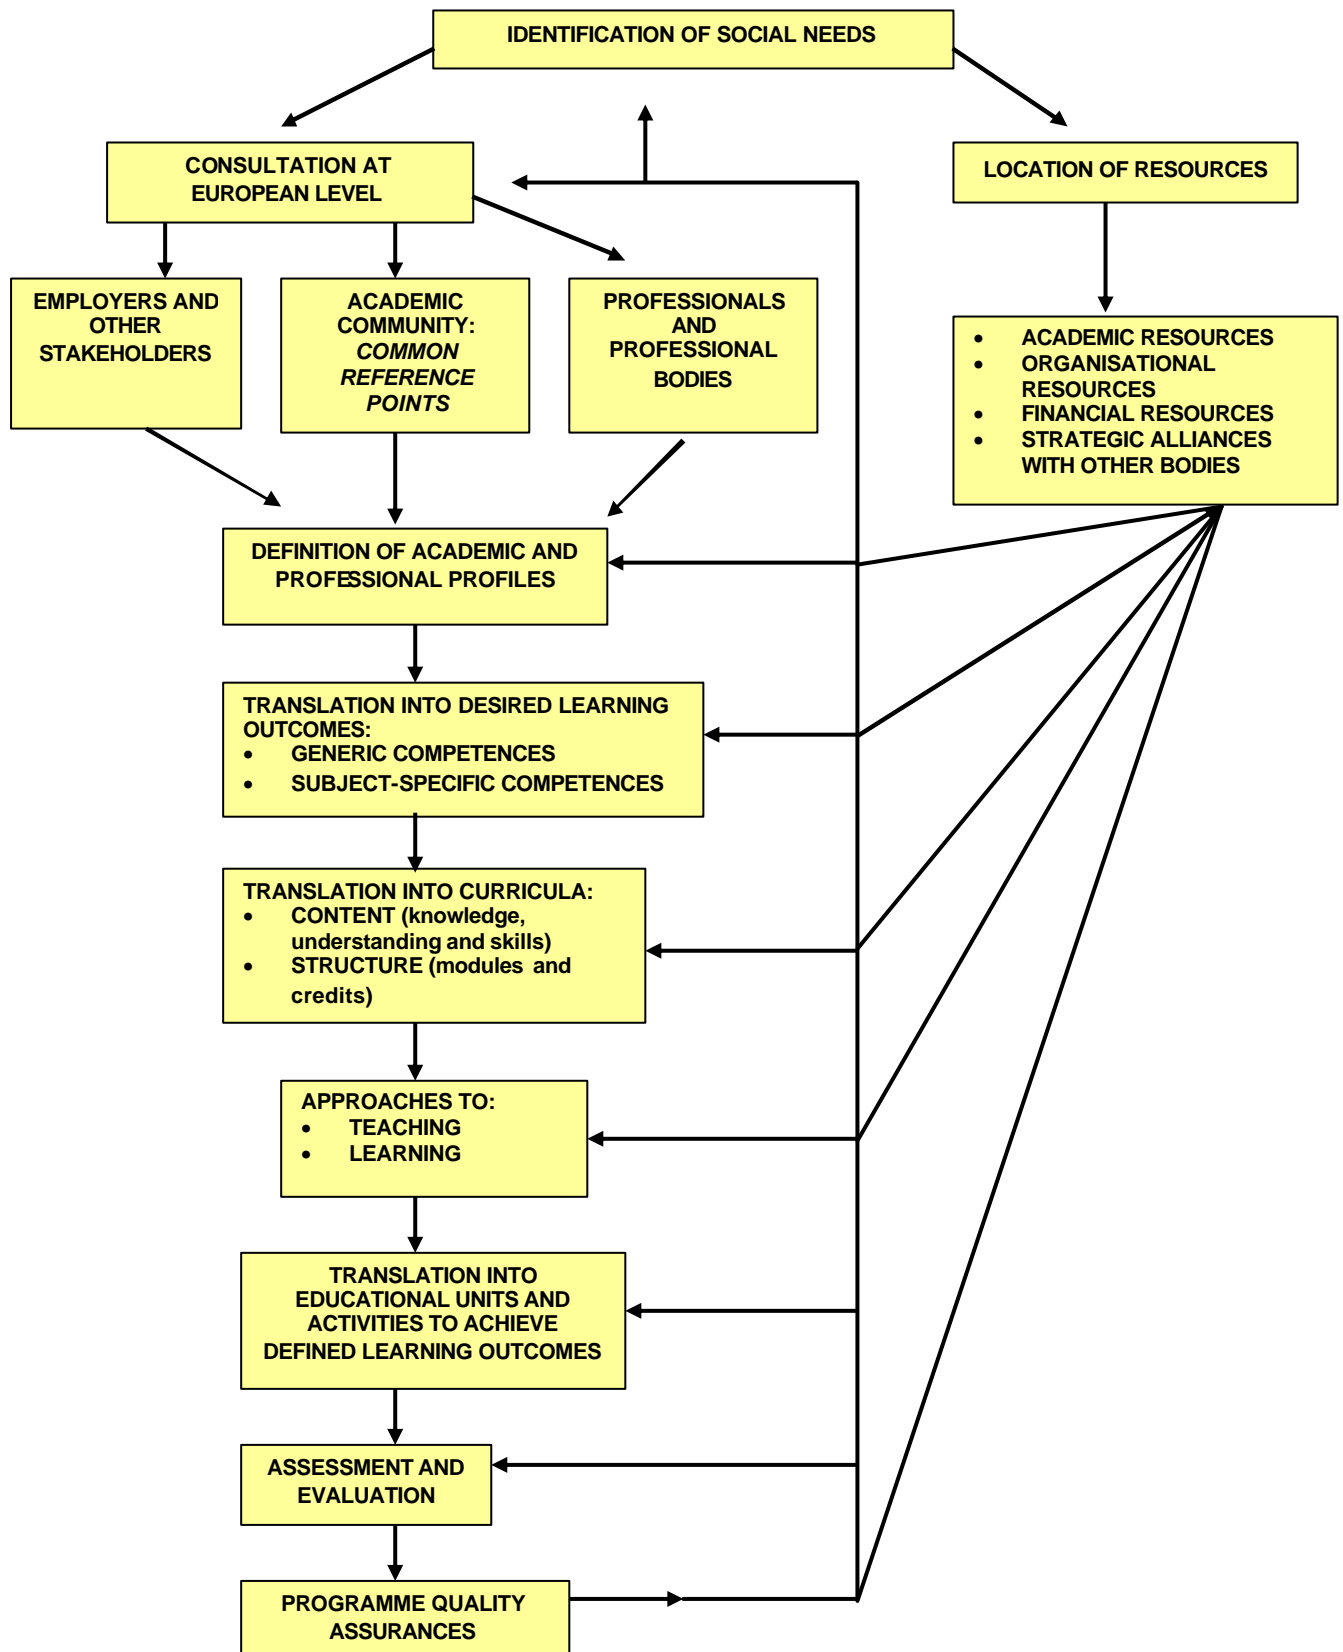 IDENTIFICATION OF SOCIAL NEEDS
CONSULTATION AT
EUROPEAN LEVEL
LOCATION OF RESOURCES
EMPLOYERS AND
OTHER
STAKEHOLDERS
ACADEMIC
COMMUNITY:
COMMON
REFERENCE
POINTS
PROFESSIONALS
AND
PROFESSIONAL
BODIES
• ACADEMIC RESOURCES
• ORGANISATIONAL
RESOURCES
• FINANCIAL RESOURCES
• STRATEGIC ALLIANCES
WITH OTHER BODIES
DEFINITION OF ACADEMIC AND
PROFESSIONAL PROFILES
TRANSLATION INTO DESIRED LEARNING
OUTCOMES:
• GENERIC COMPETENCES
• SUBJECT-SPECIFIC COMPETENCES
TRANSLATION INTO CURRICULA:
• CONTENT (knowledge,
understanding and skills)
• STRUCTURE (modules and
credits)
APPROACHES TO:
• TEACHING
• LEARNING
TRANSLATION INTO
EDUCATIONAL UNITS AND
ACTIVITIES TO ACHIEVE
DEFINED LEARNING OUTCOMES
ASSESSMENT AND
EVALUATION
PROGRAMME QUALITY
ASSURANCES